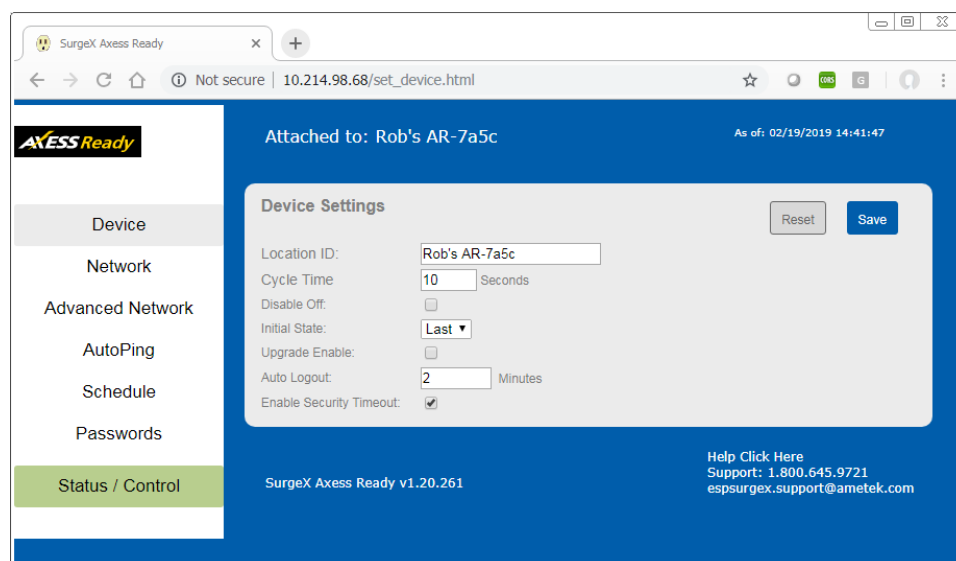 SurgeX Axess Ready
Not secure | 10.214.98.68/set_device.html
CORS
G
AXESS Ready
Attached to: Rob's AR-7a5c
As of: 02/19/2019 14:41:47
Device
Network
Advanced Network
AutoPing
Schedule
Passwords
Status / Control
Device Settings
Reset
Save
Location ID: Rob's AR-7a5c
Cycle Time 10 Seconds
Disable Off:
Initial State: Last
Upgrade Enable:
Auto Logout: 2 Minutes
Enable Security Timeout:
SurgeX Axess Ready v1.20.261
Help Click Here
Support: 1.800.645.9721
espsurgex.support@ametek.com